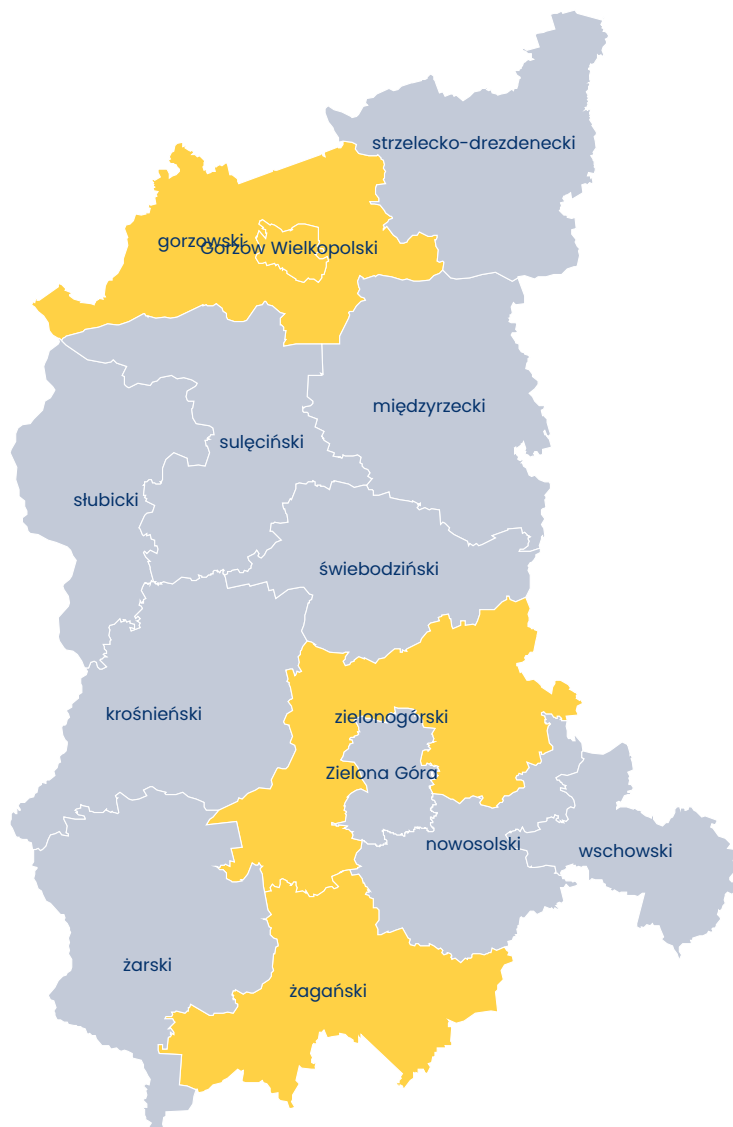 strzelecko-drezdenecki
gorzowski
Gorzów Wielkopolski
międzyrzecki
sulęciński
słubicki
świebodziński
krośnieński
zielonogórski
Zielona Góra
nowosolski
wschowski
żarski
żagański